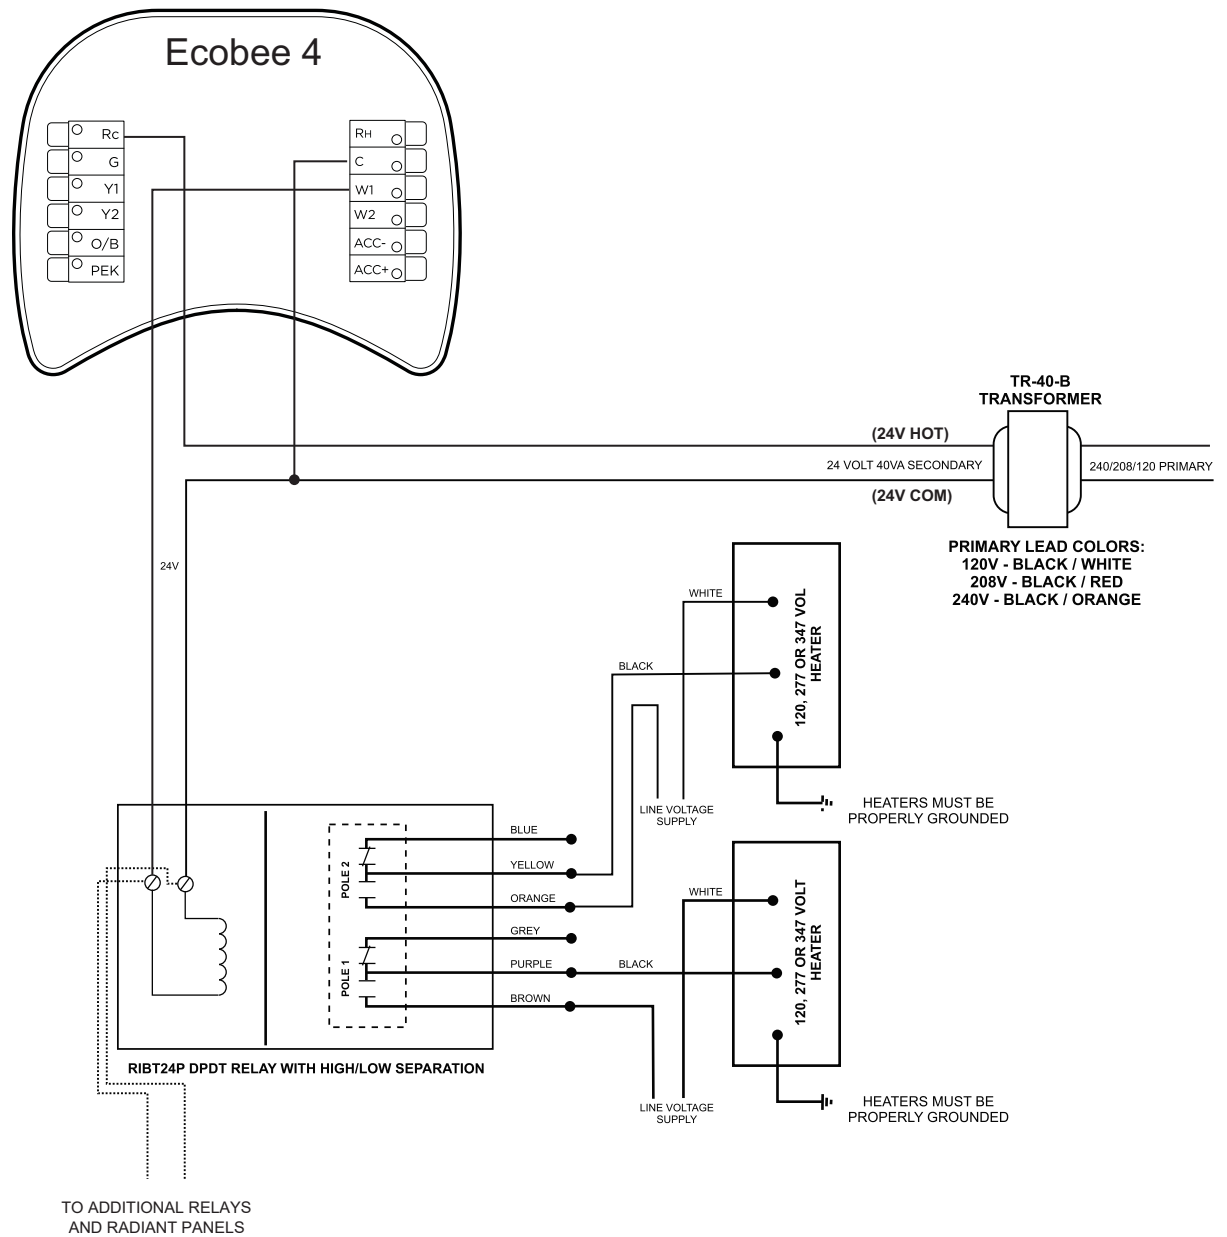 Ecobee 4
Rc
G
Y1
Y2
O/B
PEK
RH
C
W1
W2
ACC-
ACC+
TR-40-B
TRANSFORMER
(24V HOT)
24 VOLT 40VA SECONDARY
240/208/120 PRIMARY
(24V COM)
PRIMARY LEAD COLORS:
120V - BLACK / WHITE
208V - BLACK / RED
240V - BLACK / ORANGE
24V
WHITE
BLACK
120, 277 OR 347 VOL
HEATER
LINE VOLTAGE
SUPPLY
HEATERS MUST BE
PROPERLY GROUNDED
POLE 2
BLUE
YELLOW
ORANGE
POLE 1
GREY
PURPLE
BROWN
WHITE
BLACK
120, 277 OR 347 VOLT
HEATER
RIBT24P DPDT RELAY WITH HIGH/LOW SEPARATION
LINE VOLTAGE
SUPPLY
HEATERS MUST BE
PROPERLY GROUNDED
TO ADDITIONAL RELAYS
AND RADIANT PANELS